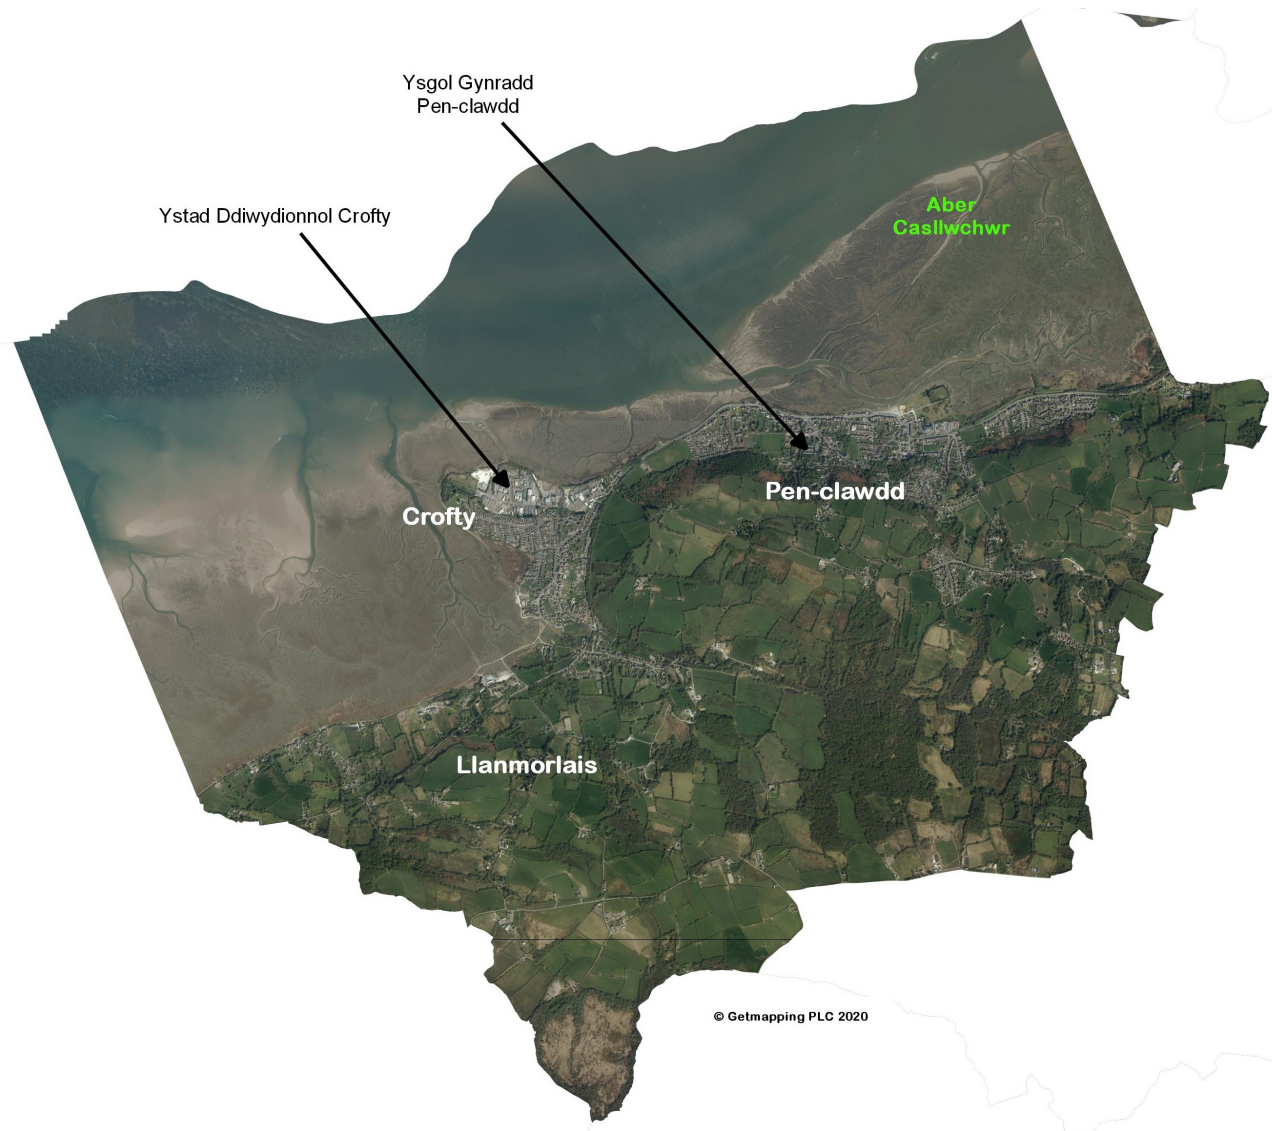 Ysgol Gynradd
Pen-clawdd
Ystad Ddiwydionnol Crofty
Aber
Casllwchwr
Pen-clawdd
Crofty
Llanmorlais
© Getmapping PLC 2020